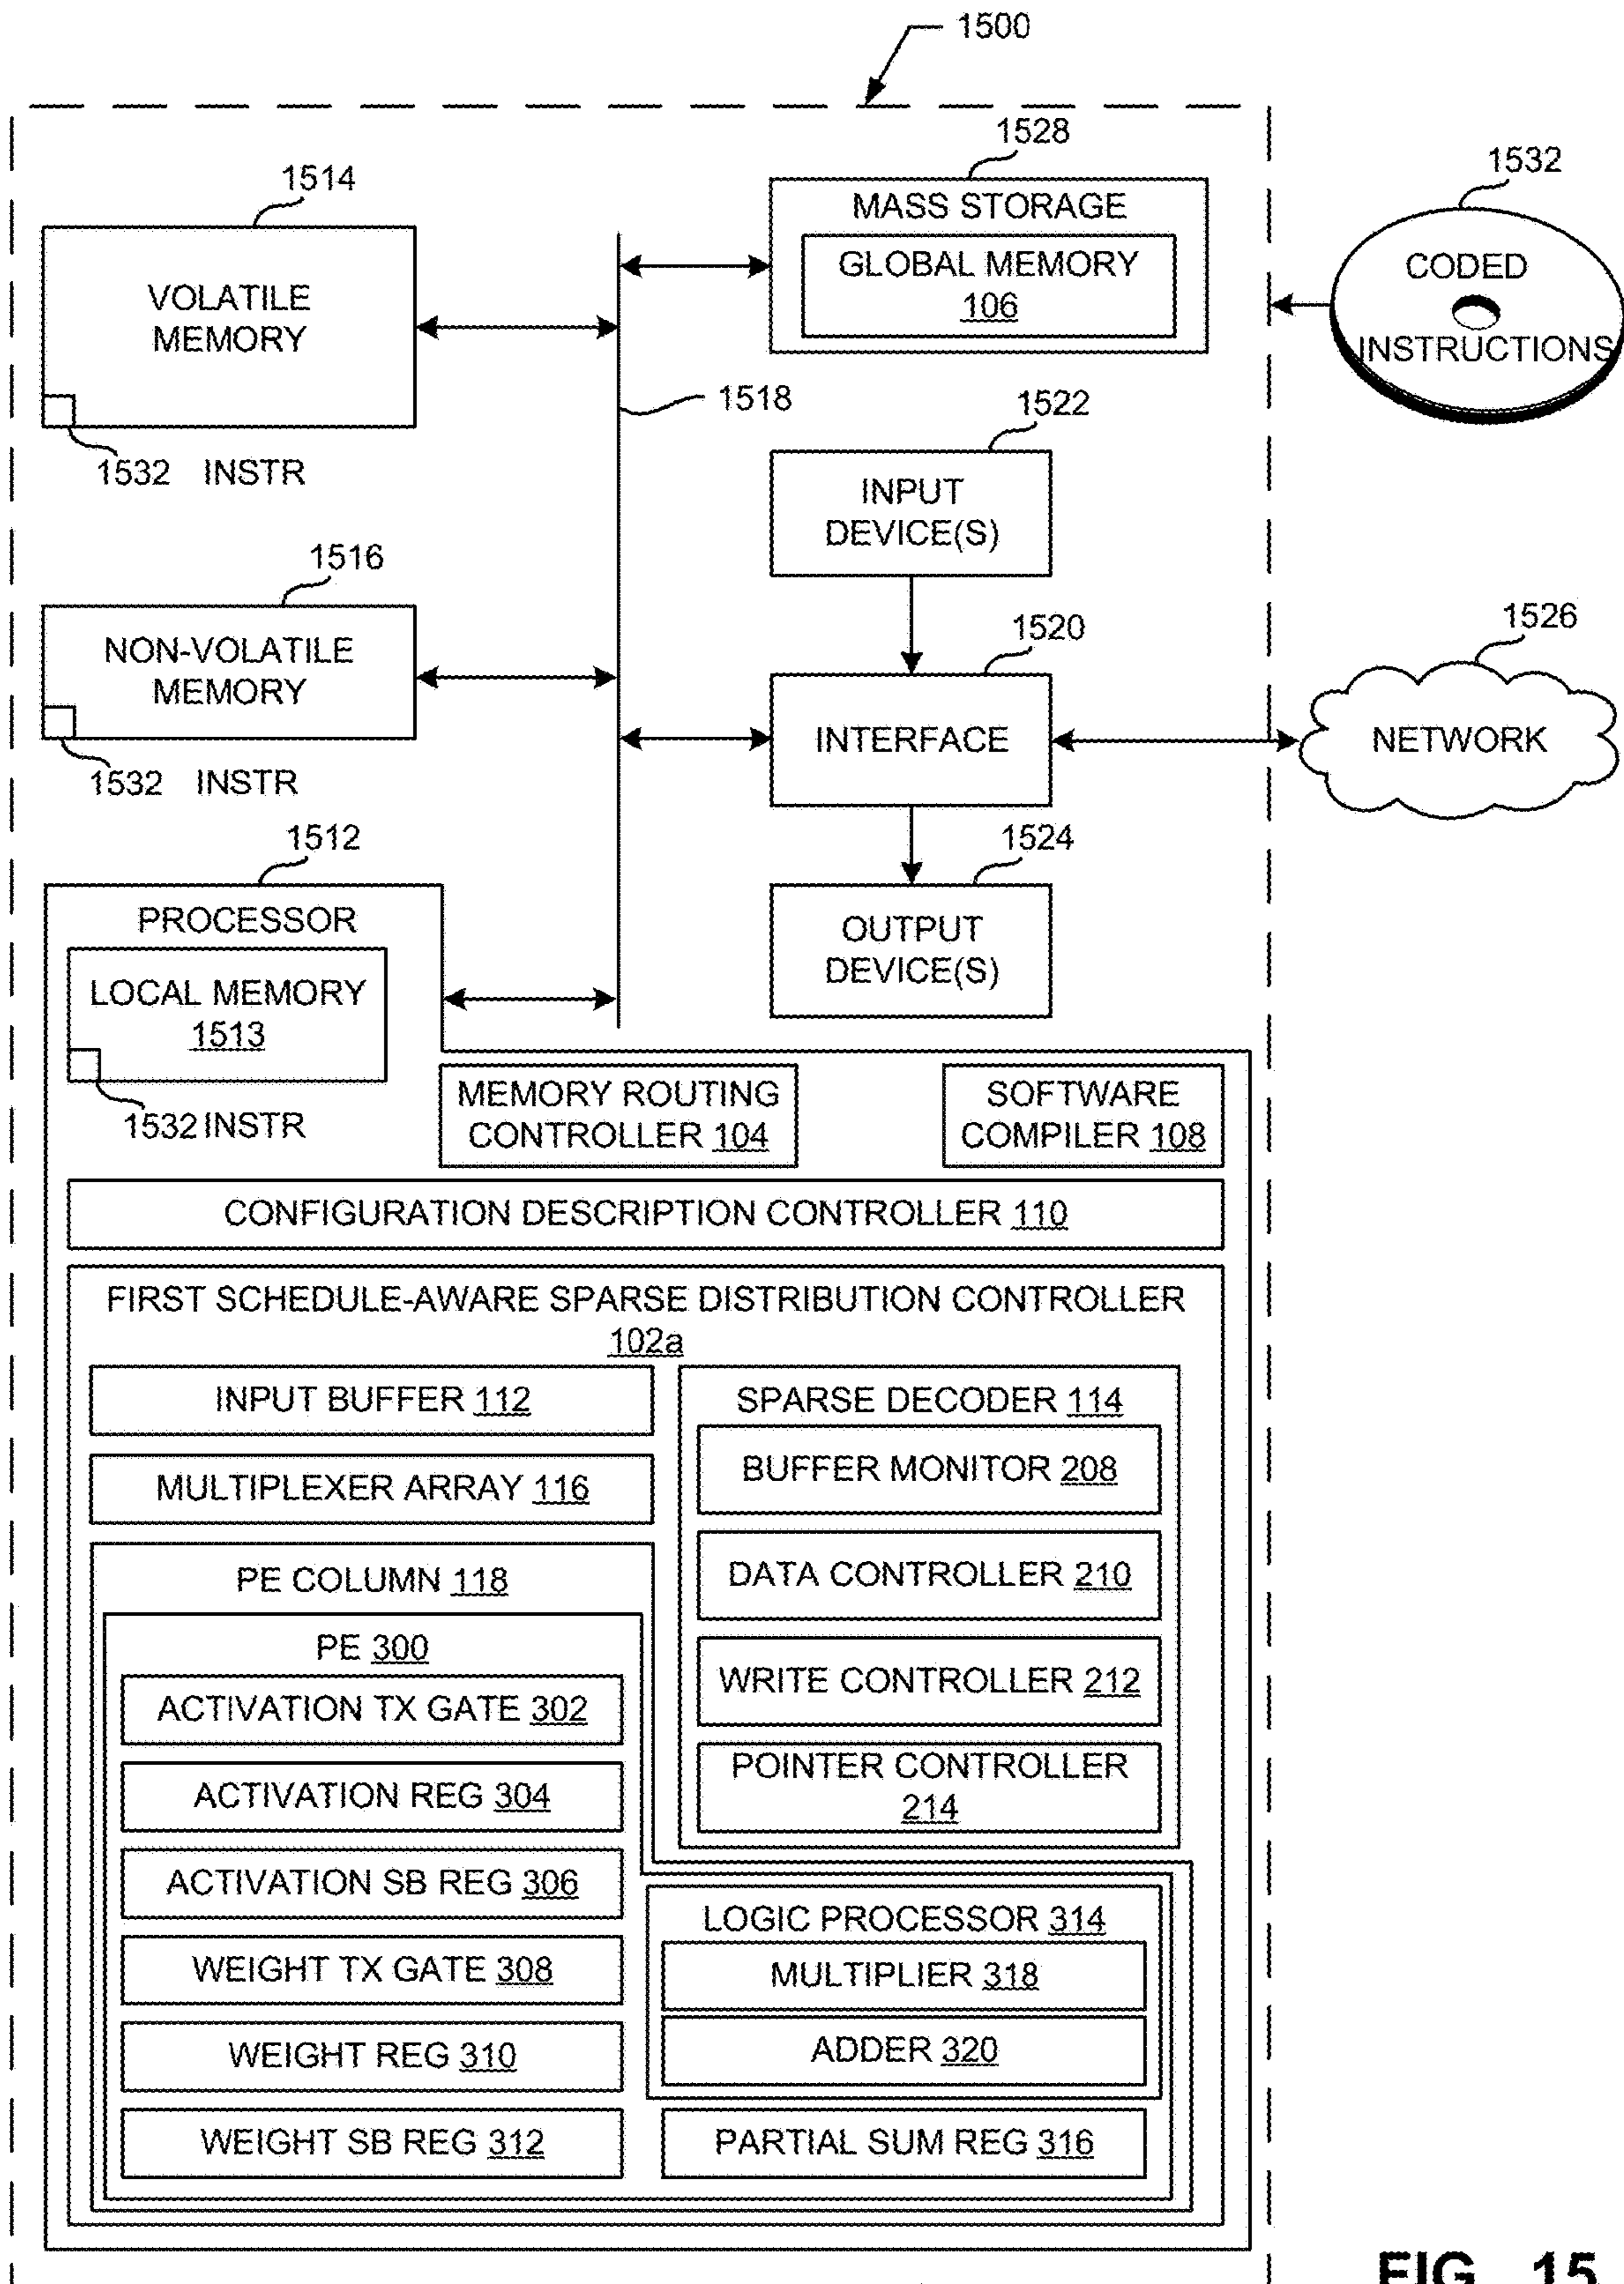 1500
1528
1532
1514
MASS STORAGE
GLOBAL MEMORY
106
CODED
INSTRUCTIONS
VOLATILE
MEMORY
1518
1522
1532 INSTR
INPUT
DEVICE(S)
1516
1520
1526
NON-VOLATILE
MEMORY
INTERFACE
NETWORK
1532 INSTR
1512
1524
PROCESSOR
OUTPUT
DEVICE(S)
LOCAL MEMORY
1513
1532 INSTR
MEMORY ROUTING
CONTROLLER 104
SOFTWARE
COMPILER 108
CONFIGURATION DESCRIPTION CONTROLLER 110
FIRST SCHEDULE-AWARE SPARSE DISTRIBUTION CONTROLLER
102a
INPUT BUFFER 112
MULTIPLEXER ARRAY 116
SPARSE DECODER 114
BUFFER MONITOR 208
DATA CONTROLLER 210
WRITE CONTROLLER 212
POINTER CONTROLLER
214
PE COLUMN 118
PE 300
ACTIVATION TX GATE 302
ACTIVATION REG 304
ACTIVATION SB REG 306
WEIGHT TX GATE 308
WEIGHT REG 310
WEIGHT SB REG 312
LOGIC PROCESSOR 314
MULTIPLIER 318
ADDER 320
PARTIAL SUM REG 316
FIG. 15